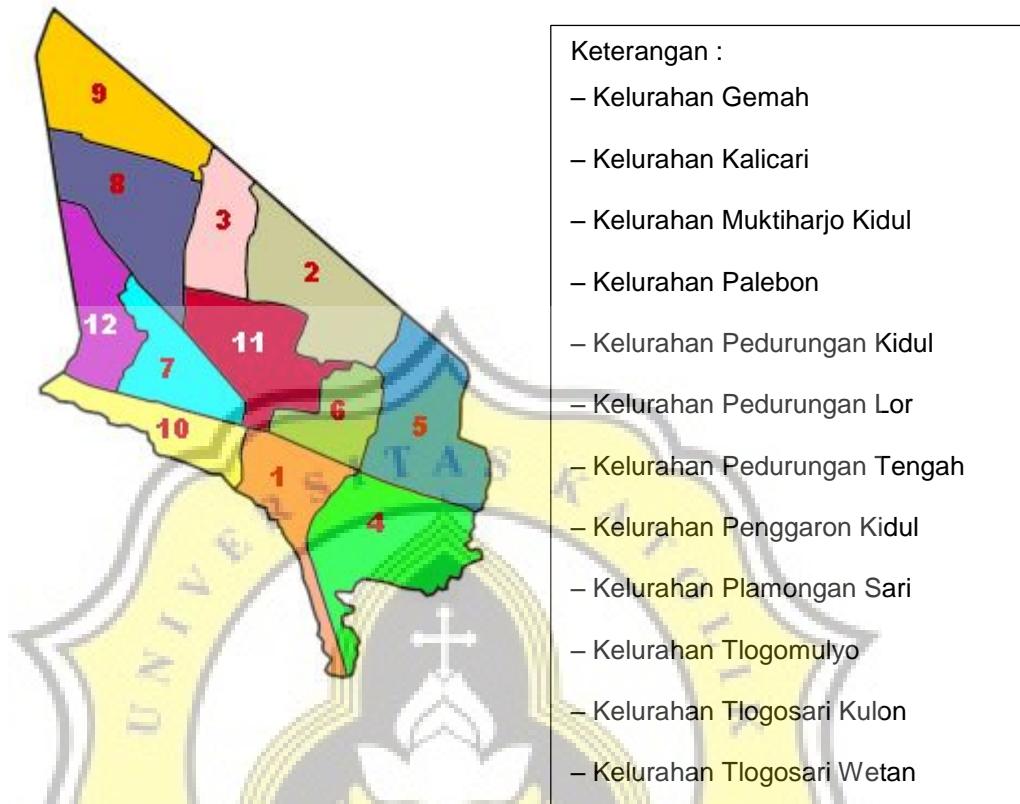 9
8
3
2
12
11
7
6
5
10
1
4
Keterangan :
– Kelurahan Gemah
– Kelurahan Kalicari
– Kelurahan Muktiharjo Kidul
– Kelurahan Palebon
– Kelurahan Pedurungan Kidul
– Kelurahan Pedurungan Lor
– Kelurahan Pedurungan Tengah
– Kelurahan Penggaron Kidul
– Kelurahan Plamongan Sari
– Kelurahan Tlogomulyo
– Kelurahan Tlogosari Kulon
– Kelurahan Tlogosari Wetan
UNIVERSITAS KATOLIK